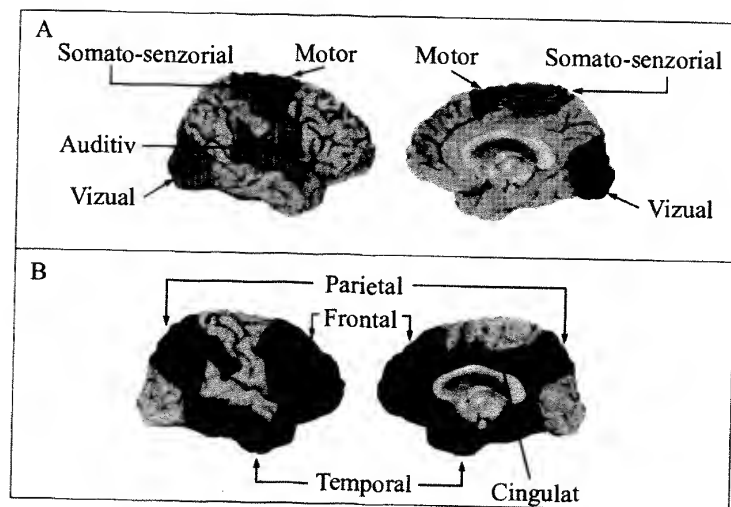 A
Somato-senzorial
Motor
Motor
Somato-senzorial
Auditiv
Vizual
Vizual
B
Parietal
Frontal
Temporal
Cingulat